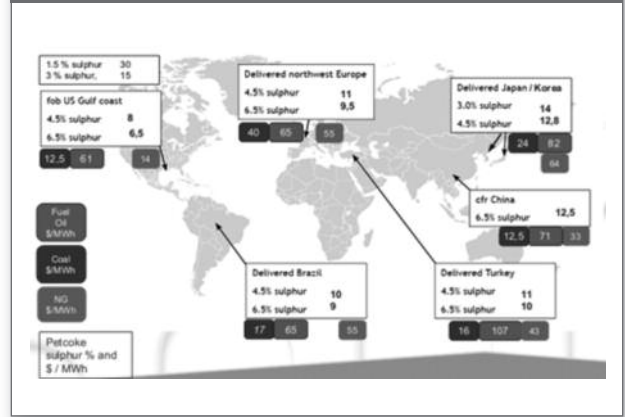 1.5 % sulphur 30
3 % sulphur, 15
fob US Gulf coast
4.5% sulphur 8
6.5% sulphur 6,5
12,5 61 14
Delivered northwest Europe
4.5% sulphur 11
6.5% sulphur 9,5
40 65 55
Delivered Japan / Korea
3.0% sulphur 14
4.5% sulphur 12,8
24 82
64
cfr China
6.5% sulphur 12,5
12,5 71 33
Fuel
Oil
$/MWh
Coal
$/MWh
NG
$/MWh
Delivered Brazil
4.5% sulphur 10
6.5% sulphur 9
17 65 55
Delivered Turkey
4.5% sulphur 11
6.5% sulphur 10
16 107 43
Petcoke
sulphur % and
$ / MWh